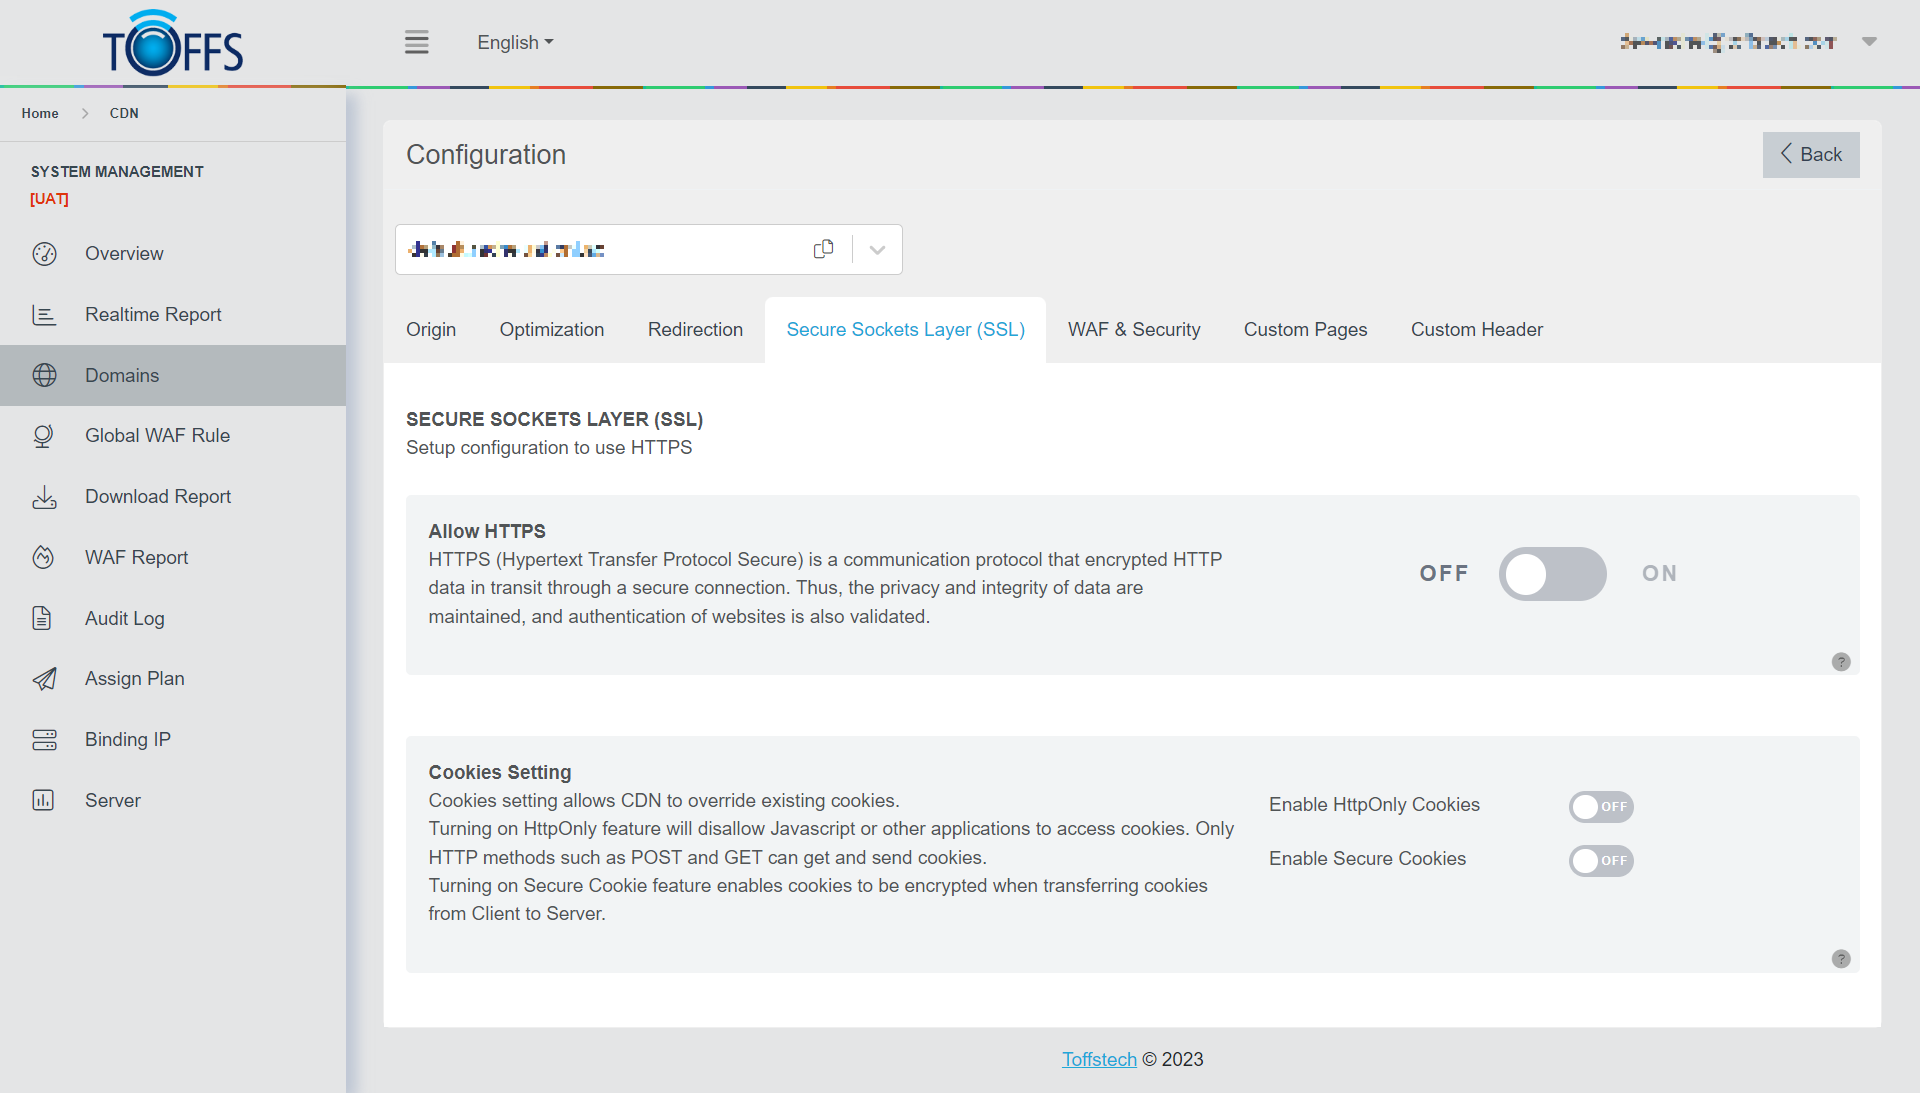 TOFFS
English
Home
CDN
SYSTEM MANAGEMENT
[UAT]
Overview
Realtime Report
Domains
Global WAF Rule
Download Report
WAF Report
Audit Log
Assign Plan
Binding IP
Server
Configuration
Back
Origin
Optimization
Redirection
Secure Sockets Layer (SSL)
WAF & Security
Custom Pages
Custom Header
SECURE SOCKETS LAYER (SSL)
Setup configuration to use HTTPS
Allow HTTPS
HTTPS (Hypertext Transfer Protocol Secure) is a communication protocol that encrypted HTTP
data in transit through a secure connection. Thus, the privacy and integrity of data are
maintained, and authentication of websites is also validated.
OFF
ON
?
Cookies Setting
Cookies setting allows CDN to override existing cookies.
Turning on HttpOnly feature will disallow Javascript or other applications to access cookies. Only
HTTP methods such as POST and GET can get and send cookies.
Turning on Secure Cookie feature enables cookies to be encrypted when transferring cookies
from Client to Server.
Enable HttpOnly Cookies
OFF
Enable Secure Cookies
OFF
?
Toffstech © 2023